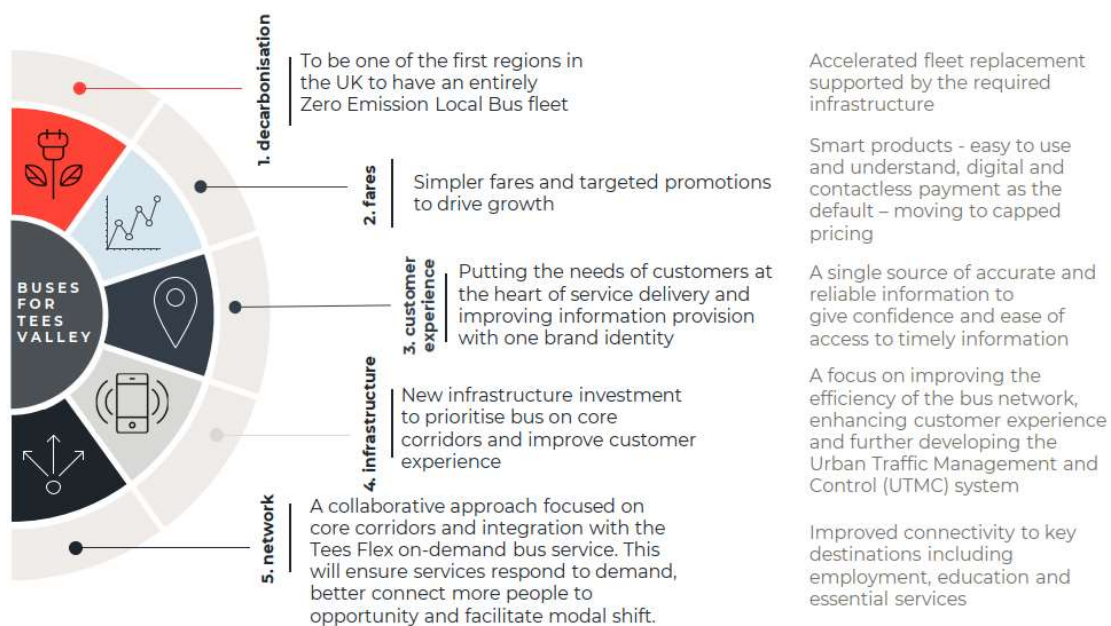 BUSES
FOR
TEES
VALLEY
1. decarbonisation
To be one of the first regions in
the UK to have an entirely
Zero Emission Local Bus fleet
Accelerated fleet replacement
supported by the required
infrastructure
2. fares
Simpler fares and targeted promotions
to drive growth
Smart products - easy to use
and understand, digital and
contactless payment as the
default – moving to capped
pricing
3. customer
experience
Putting the needs of customers at
the heart of service delivery and
improving information provision
with one brand identity
A single source of accurate and
reliable information to
give confidence and ease of
access to timely information
4. infrastructure
New infrastructure investment
to prioritise bus on core
corridors and improve customer
experience
A focus on improving the
efficiency of the bus network,
enhancing customer experience
and further developing the
Urban Traffic Management and
Control (UTMC) system
5. network
A collaborative approach focused on
core corridors and integration with the
Tees Flex on-demand bus service. This
will ensure services respond to demand,
better connect more people to
opportunity and facilitate modal shift.
Improved connectivity to key
destinations including
employment, education and
essential services